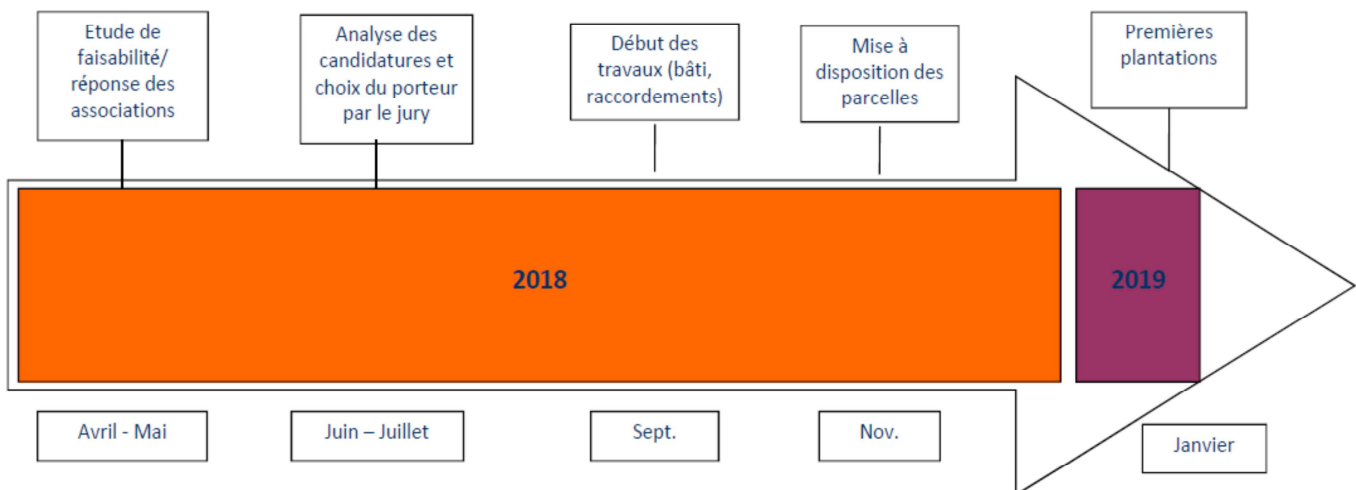 Etude de
faisabilité/
réponse des
associations
Analyse des
candidatures et
choix du porteur
par le jury
Début des
travaux (bâti,
raccordements)
Mise à
disposition des
parcelles
Premières
plantations
2018
2019
Avril - Mai
Juin – Juillet
Sept.
Nov.
Janvier